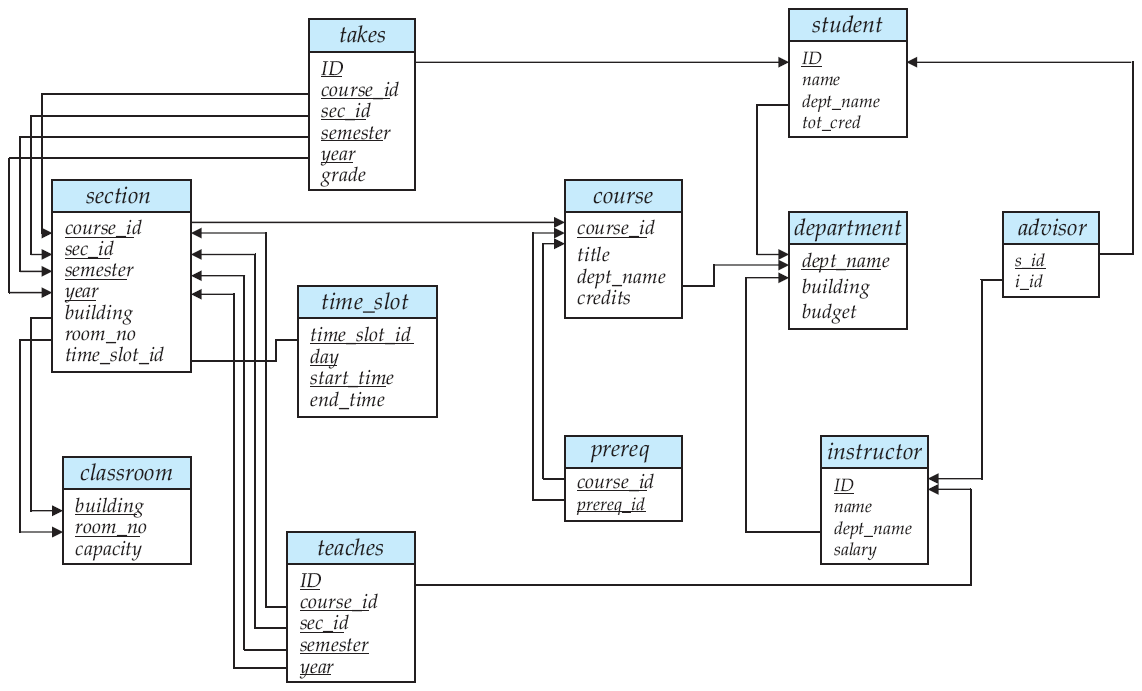 takes
ID
course_id
sec_id
semester
year
grade
student
ID
name
dept_name
tot_cred
section
course_id
sec_id
semester
year
building
room_no
time_slot_id
course
course_id
title
dept_name
credits
department
dept_name
building
budget
advisor
s_id
i_id
time_slot
time_slot_id
day
start_time
end_time
prereq
course_id
prereq_id
instructor
ID
name
dept_name
salary
classroom
building
room_no
capacity
teaches
ID
course_id
sec_id
semester
year